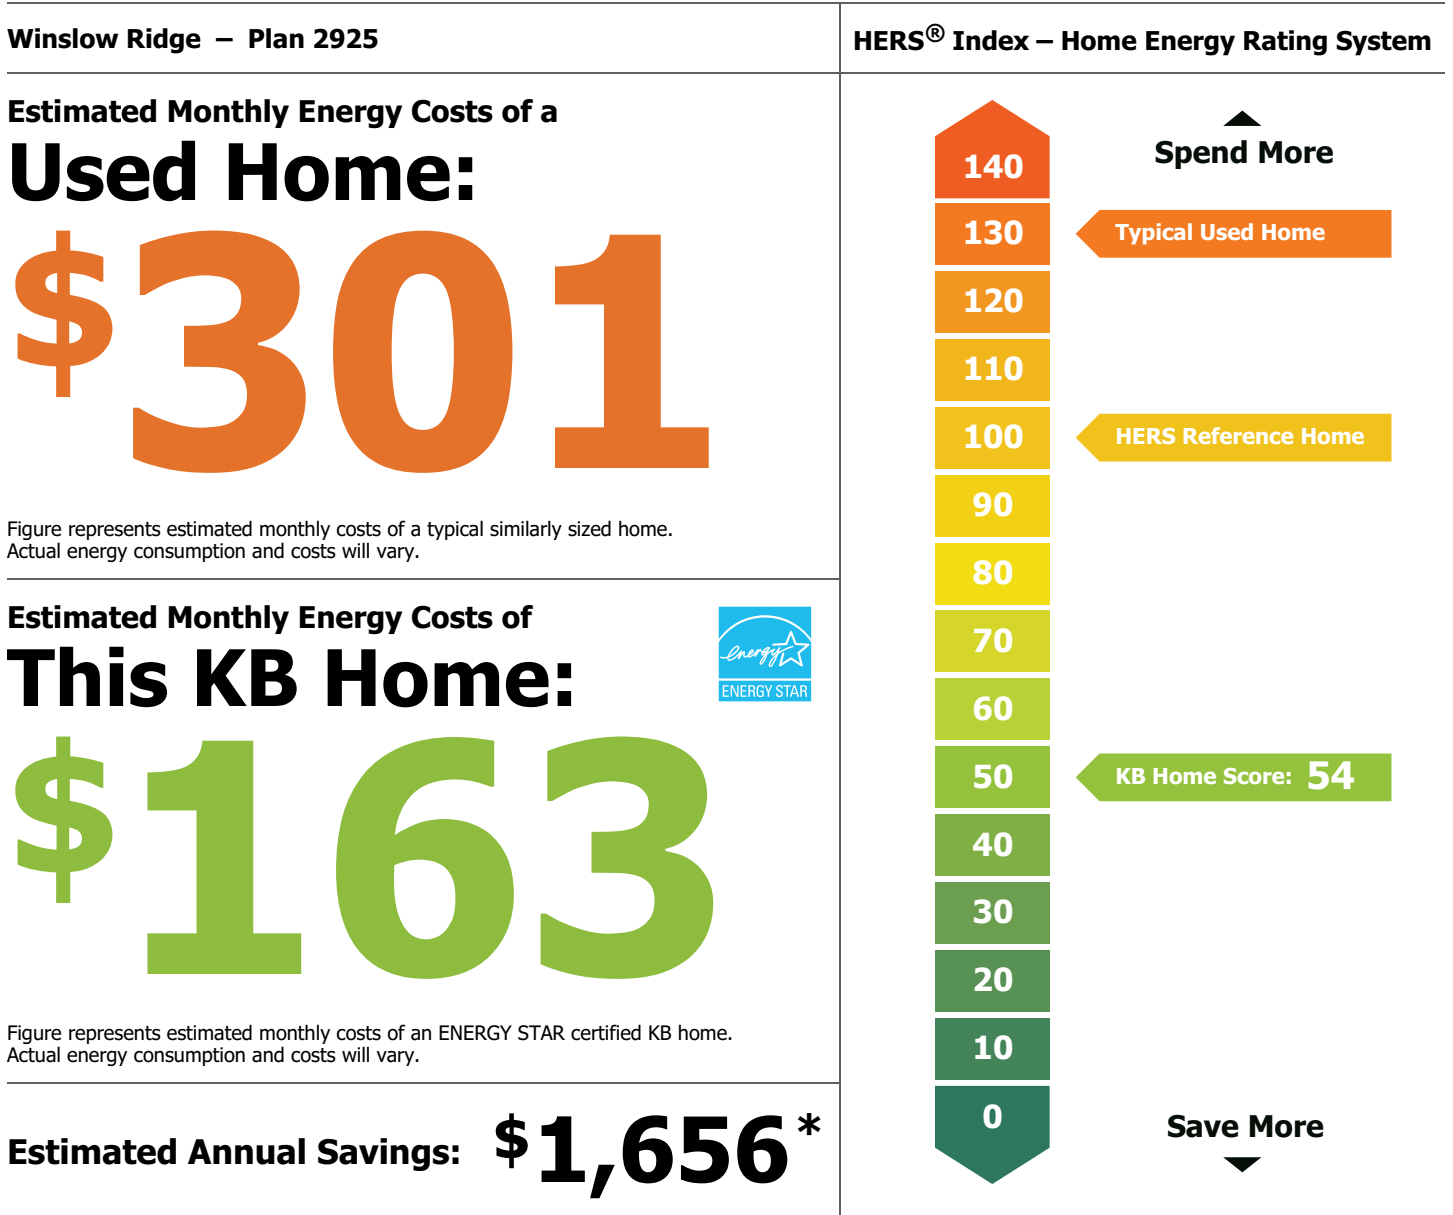 Winslow Ridge – Plan 2925
Estimated Monthly Energy Costs of a
Used Home:
$301
Figure represents estimated monthly costs of a typical similarly sized home.
Actual energy consumption and costs will vary.
Estimated Monthly Energy Costs of
This KB Home:
energy
ENERGY STAR
$163
Figure represents estimated monthly costs of an ENERGY STAR certified KB home.
Actual energy consumption and costs will vary.
Estimated Annual Savings: $1,656*
HERS® Index – Home Energy Rating System
Spend More
140
130 Typical Used Home
120
110
100 HERS Reference Home
90
80
70
60
50 KB Home Score: 54
40
30
20
10
0
Save More